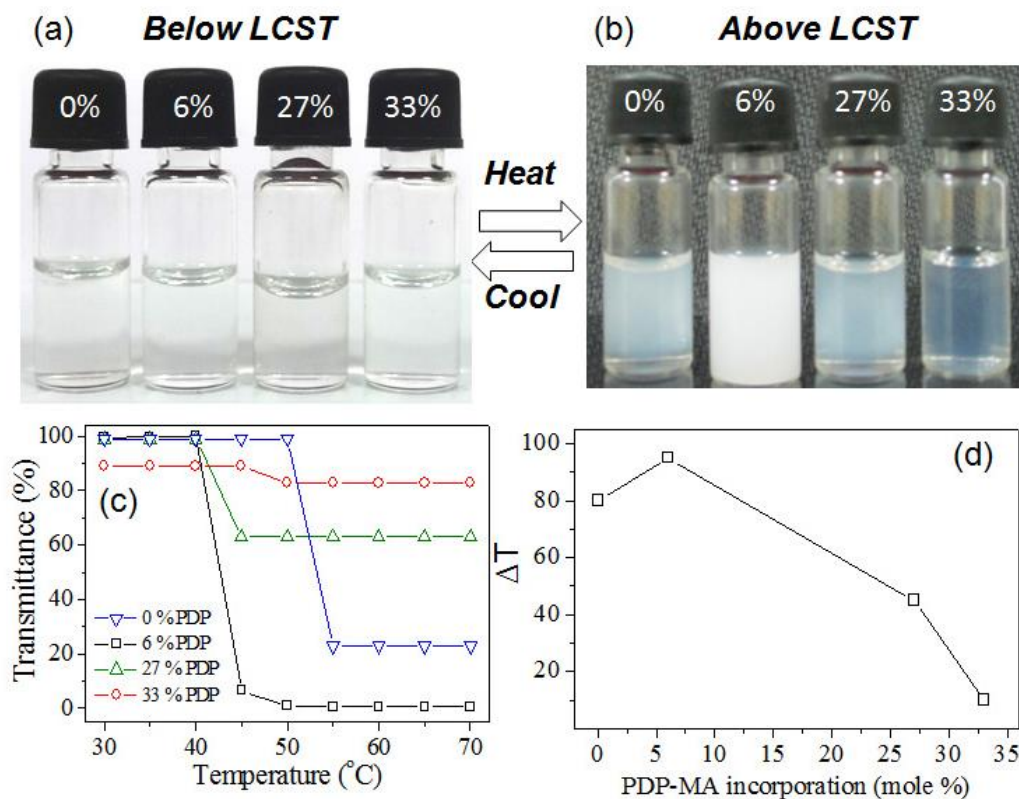 (a) Below LCST
(b) Above LCST
0% 6% 27% 33%
0% 6% 27% 33%
Heat
Cool
100
80
60
40
20
0
Transmittance (%)
(c)
0 %PDP
6 %PDP
27 %PDP
33 %PDP
30 40 50 60 70
Temperature (°C)
100
80
60
40
20
ΔT
(d)
0 5 10 15 20 25 30 35
PDP-MA incorporation (mole %)